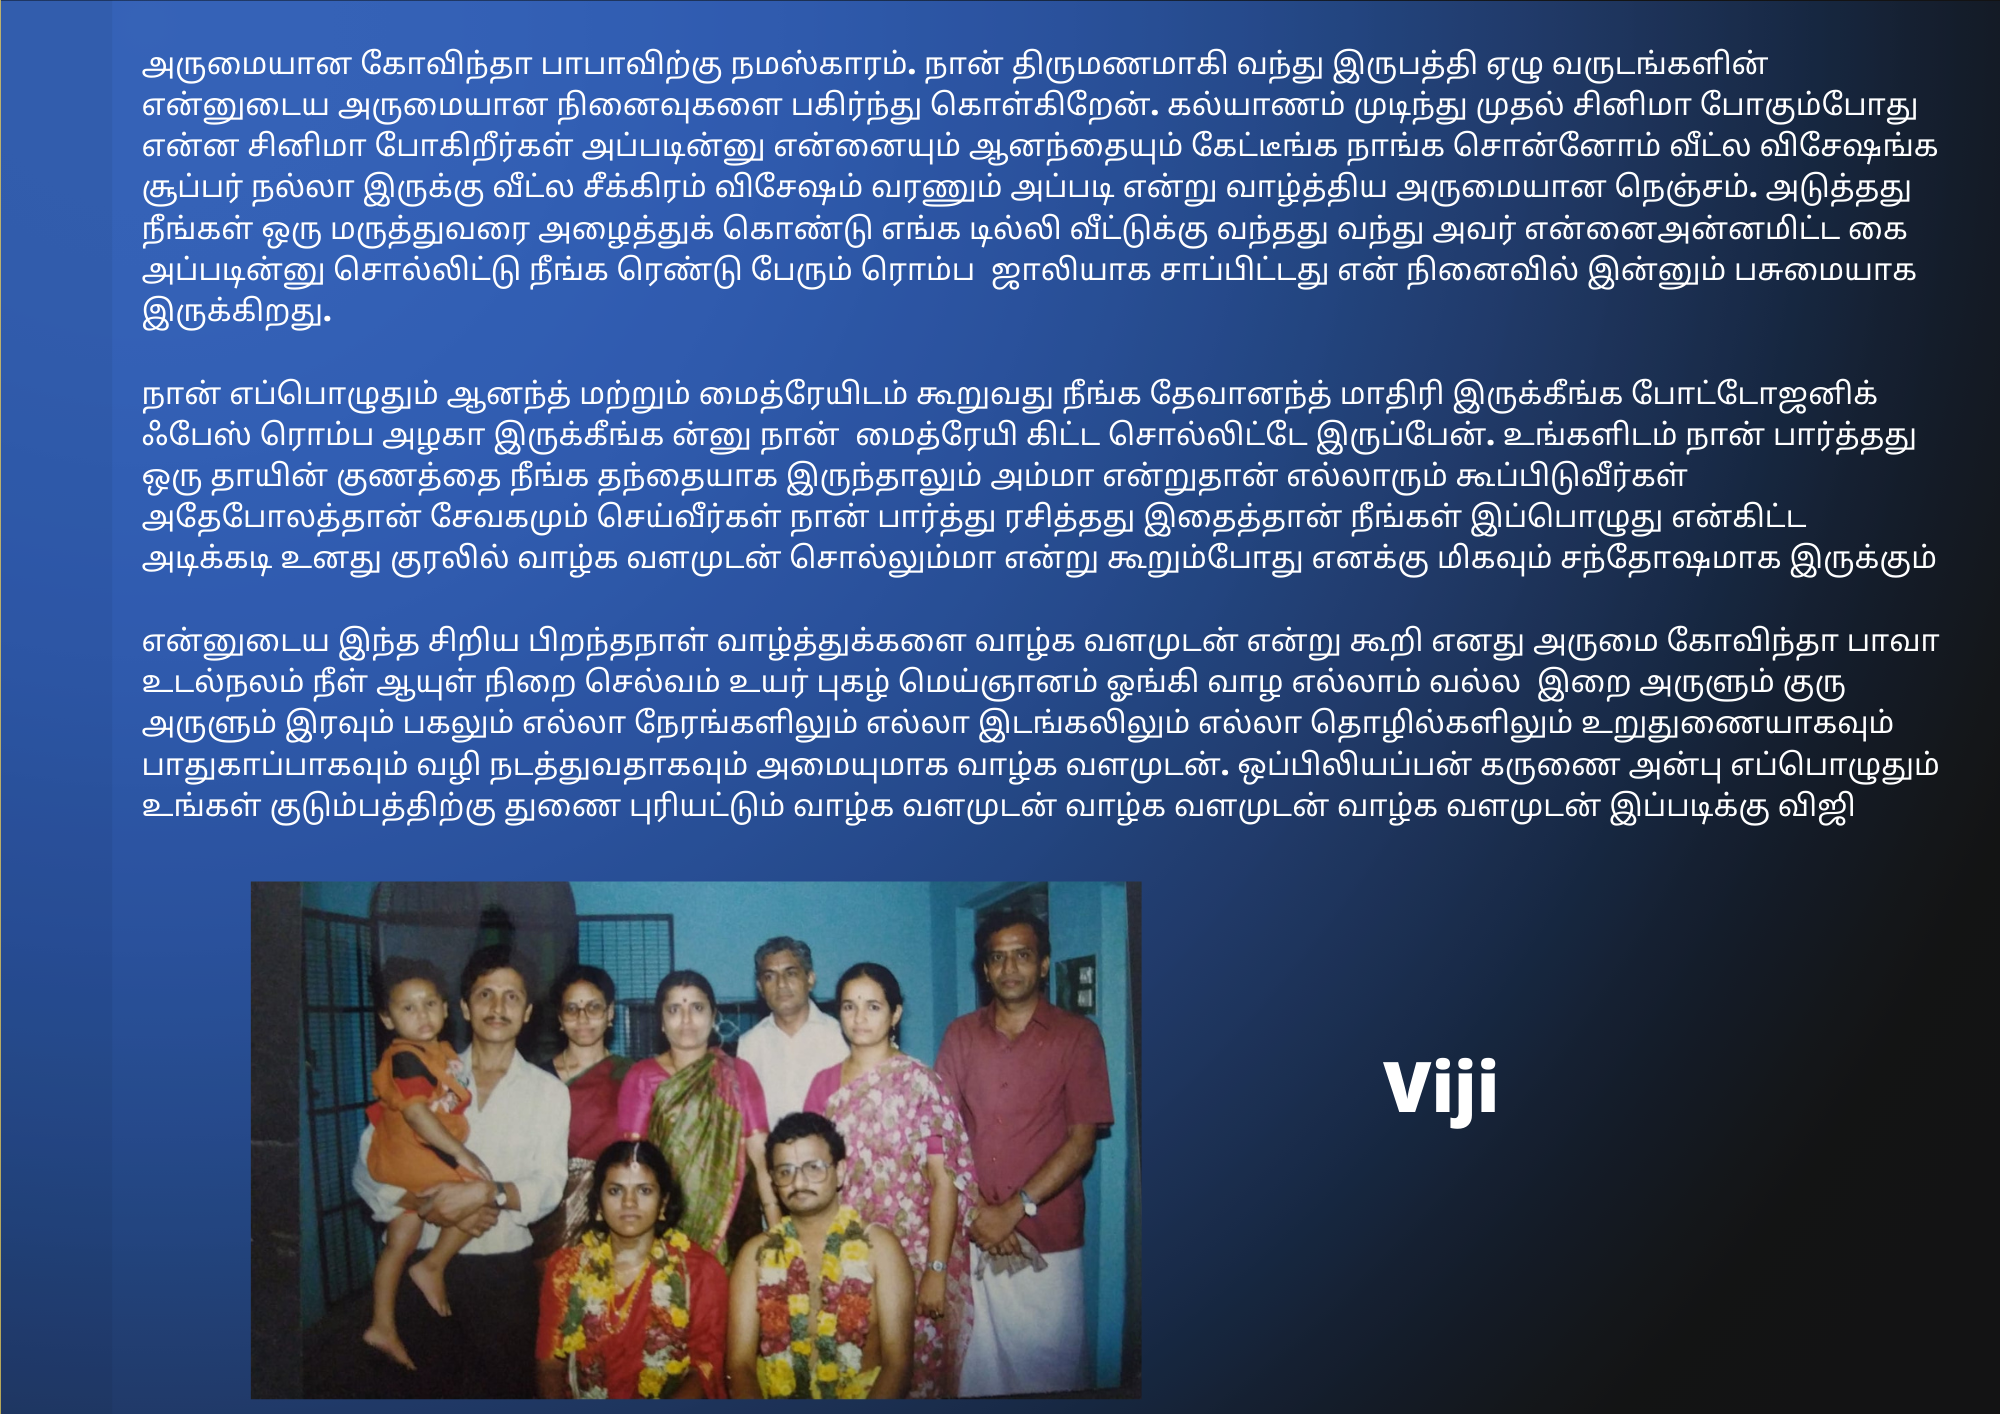 அருமையான கோவிந்தா பாபாவிற்கு நமஸ்காரம். நான் திருமணமாகி வந்து இருபத்தி ஏழு வருடங்களின்
என்னுடைய அருமையான நினைவுகளை பகிர்ந்து கொள்கிறேன். கல்யாணம் முடிந்து முதல் சினிமா போகும்போது
என்ன சினிமா போகிறீர்கள் அப்படின்னு என்னையும் ஆனந்தையும் கேட்டீங்க நாங்க சொன்னோம் வீட்ல விசேஷங்க
சூப்பர் நல்லா இருக்கு வீட்ல சீக்கிரம் விசேஷம் வரணும் அப்படி என்று வாழ்த்திய அருமையான நெஞ்சம். அடுத்தது
நீங்கள் ஒரு மருத்துவரை அழைத்துக் கொண்டு எங்க டில்லி வீட்டுக்கு வந்தது வந்து அவர் என்னைஅன்னமிட்ட கை
அப்படின்னு சொல்லிட்டு நீங்க ரெண்டு பேரும் ரொம்ப  ஜாலியாக சாப்பிட்டது என் நினைவில் இன்னும் பசுமையாக
இருக்கிறது.
நான் எப்பொழுதும் ஆனந்த் மற்றும் மைத்ரேயிடம் கூறுவது நீங்க தேவானந்த் மாதிரி இருக்கீங்க போட்டோஜனிக்
ஃபேஸ் ரொம்ப அழகா இருக்கீங்க ன்னு நான்  மைத்ரேயி கிட்ட சொல்லிட்டே இருப்பேன். உங்களிடம் நான் பார்த்தது
ஒரு தாயின் குணத்தை நீங்க தந்தையாக இருந்தாலும் அம்மா என்றுதான் எல்லாரும் கூப்பிடுவீர்கள்
அதேபோலத்தான் சேவகமும் செய்வீர்கள் நான் பார்த்து ரசித்தது இதைத்தான் நீங்கள் இப்பொழுது என்கிட்ட
அடிக்கடி உனது குரலில் வாழ்க வளமுடன் சொல்லும்மா என்று கூறும்போது எனக்கு மிகவும் சந்தோஷமாக இருக்கும்
என்னுடைய இந்த சிறிய பிறந்தநாள் வாழ்த்துக்களை வாழ்க வளமுடன் என்று கூறி எனது அருமை கோவிந்தா பாவா
உடல்நலம் நீள் ஆயுள் நிறை செல்வம் உயர் புகழ் மெய்ஞானம் ஓங்கி வாழ எல்லாம் வல்ல  இறை அருளும் குரு
அருளும் இரவும் பகலும் எல்லா நேரங்களிலும் எல்லா இடங்கலிலும் எல்லா தொழில்களிலும் உறுதுணையாகவும்
பாதுகாப்பாகவும் வழி நடத்துவதாகவும் அமையுமாக வாழ்க வளமுடன். ஒப்பிலியப்பன் கருணை அன்பு எப்பொழுதும்
உங்கள் குடும்பத்திற்கு துணை புரியட்டும் வாழ்க வளமுடன் வாழ்க வளமுடன் வாழ்க வளமுடன் இப்படிக்கு விஜி
Viji